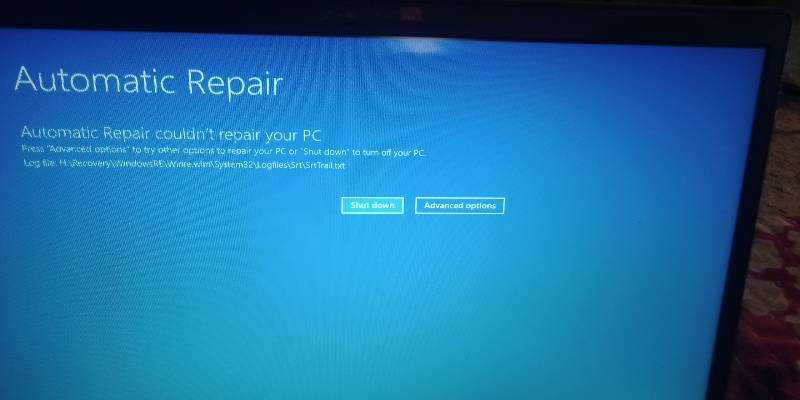 Automatic Repair
Automatic Repair couldn't repair your PC
Press "Advanced options" to try other options to repair your PC or "Shut down" to turn off your PC.
Log file: H:\Recovery\WindowsRE\Winre.wim\System32\Logfiles\Srt\SrtTrail.txt
Shut down
Advanced options